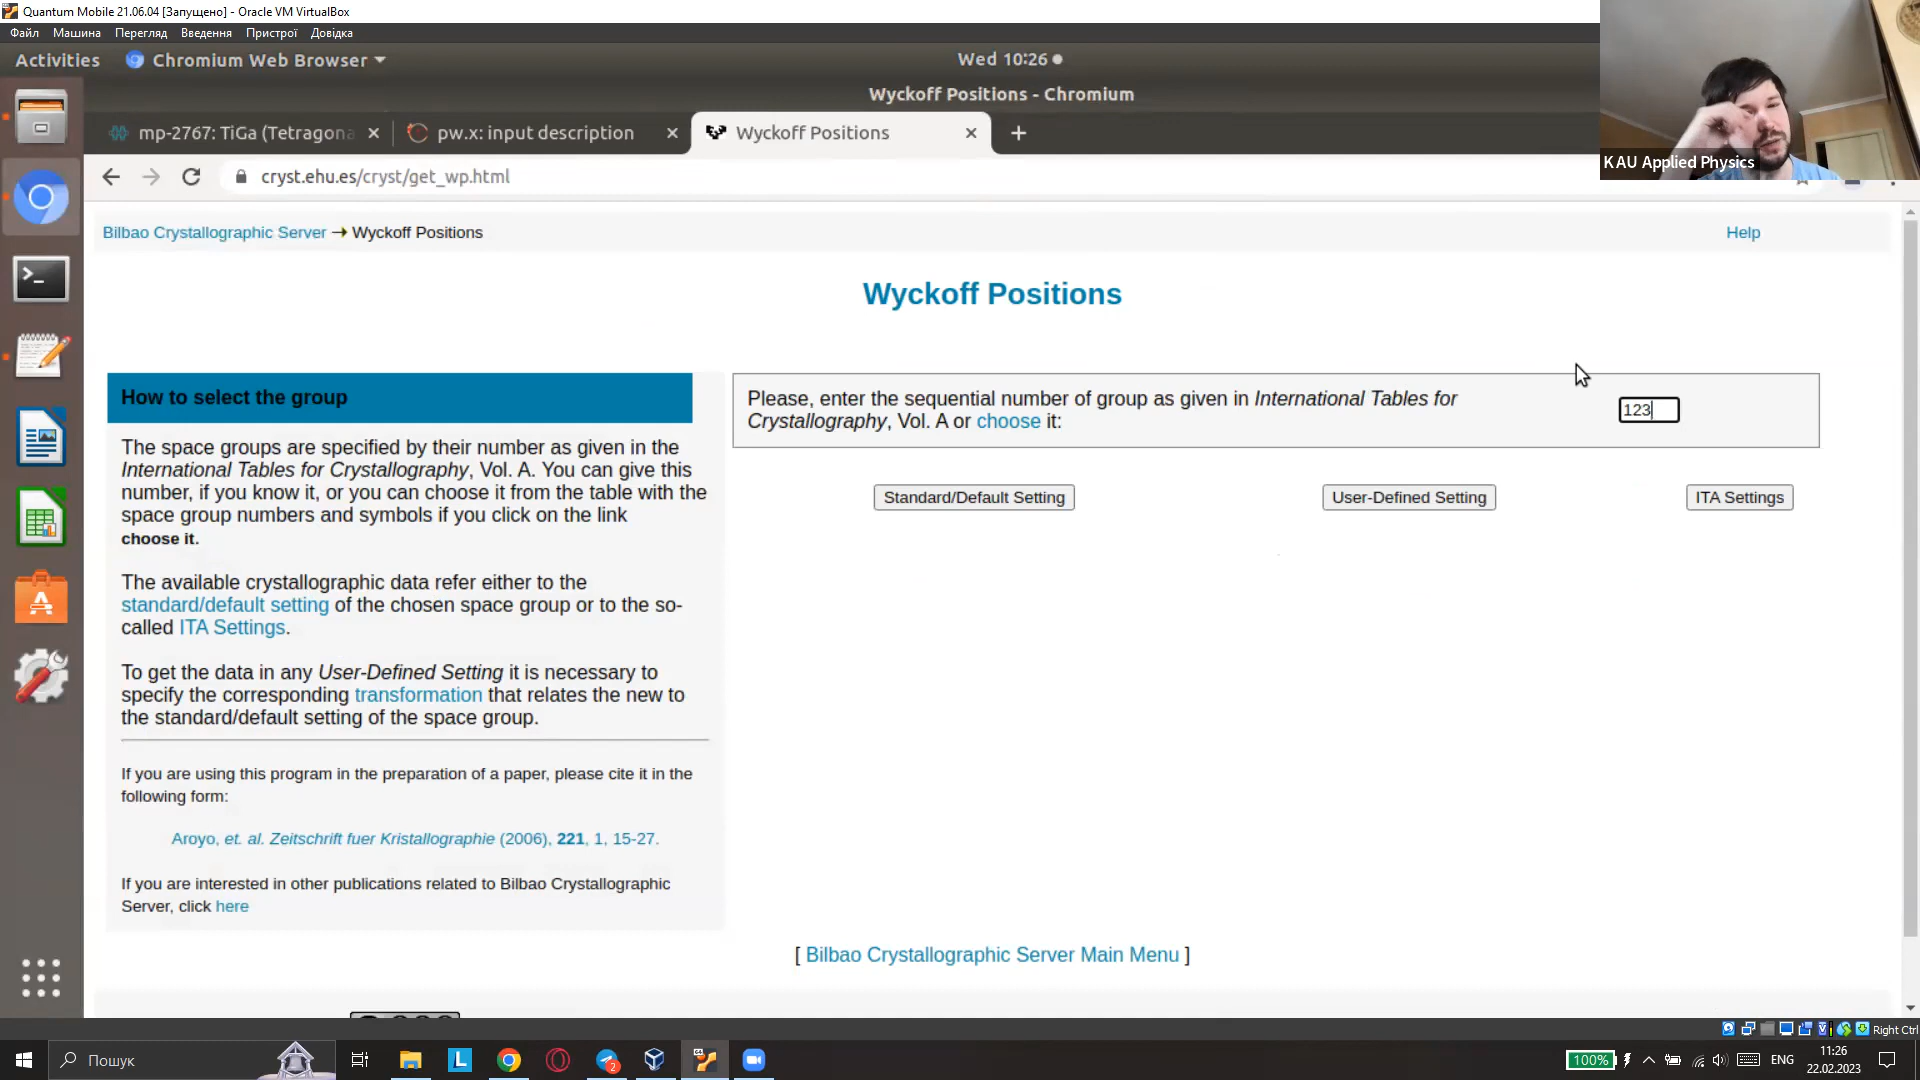 Quantum Mobile 21.06.04 [Запущено] - Oracle VM VirtualBox
Файл Машина Перегляд Введення Пристрої Довідка
Activities Chromium Web Browser Wed 10:26
Wyckoff Positions - Chromium
mp-2767: TiGa (Tetragona pw.x: input description Wyckoff Positions
KAU Applied Physics
cryst.ehu.es/cryst/get_wp.html
Bilbao Crystallographic Server → Wyckoff Positions Help
Wyckoff Positions
How to select the group
The space groups are specified by their number as given in the
International Tables for Crystallography, Vol. A. You can give this
number, if you know it, or you can choose it from the table with the
space group numbers and symbols if you click on the link
choose it.
The available crystallographic data refer either to the
standard/default setting of the chosen space group or to the so-
called ITA Settings.
To get the data in any User-Defined Setting it is necessary to
specify the corresponding transformation that relates the new to
the standard/default setting of the space group.
If you are using this program in the preparation of a paper, please cite it in the
following form:
Aroyo, et. al. Zeitschrift fuer Kristallographie (2006), 221, 1, 15-27.
If you are interested in other publications related to Bilbao Crystallographic
Server, click here
Please, enter the sequential number of group as given in International Tables for
Crystallography, Vol. A or choose it:
123
Standard/Default Setting User-Defined Setting ITA Settings
[ Bilbao Crystallographic Server Main Menu ]
Right Ctrl
Пошук
L
2
64
100%
ENG
11:26
22.02.2023